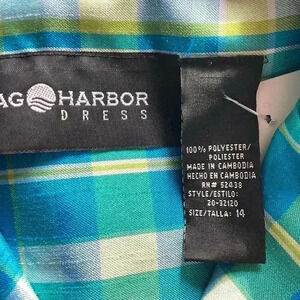 AG HARBOR
DRESS
100% POLYESTER/
POLIESTER
MADE IN CAMBODIA
HECHO EN CAMBODIA
RN# 52438
STYLE/ESTILO:
20-32120
SIZE/TALLA: 14